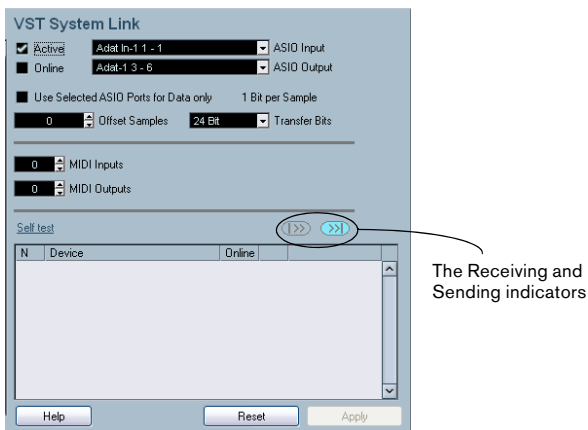 VST System Link
Active
Adat In-1 1 - 1
ASIO Input
Online
Adat-1 3 - 6
ASIO Output
Use Selected ASIO Ports for Data only
1 Bit per Sample
0
Offset Samples
24 Bit
Transfer Bits
0
MIDI Inputs
0
MIDI Outputs
Self test
N
Device
Online
The Receiving and
Sending indicators
Help
Reset
Apply